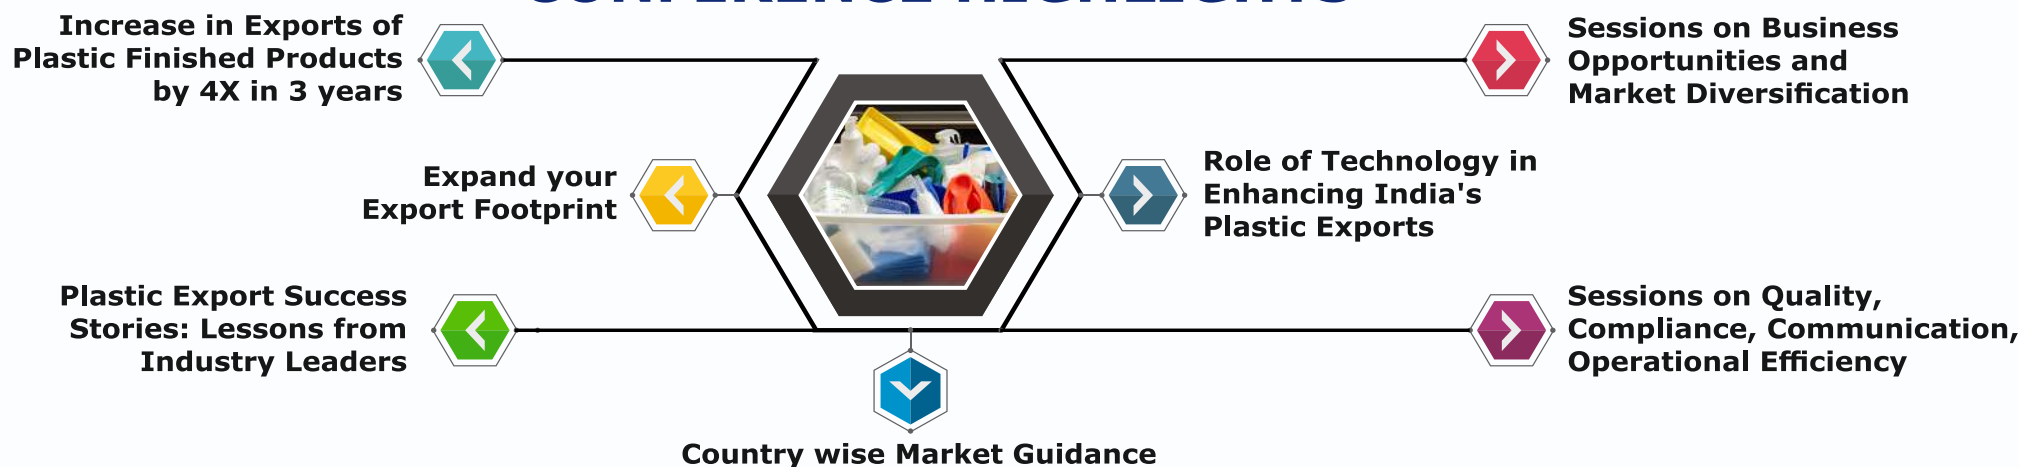 Increase in Exports of
Plastic Finished Products
by 4X in 3 years
Expand your
Export Footprint
Plastic Export Success
Stories: Lessons from
Industry Leaders
Country wise Market Guidance
Sessions on Business
Opportunities and
Market Diversification
Role of Technology in
Enhancing India's
Plastic Exports
Sessions on Quality,
Compliance, Communication,
Operational Efficiency